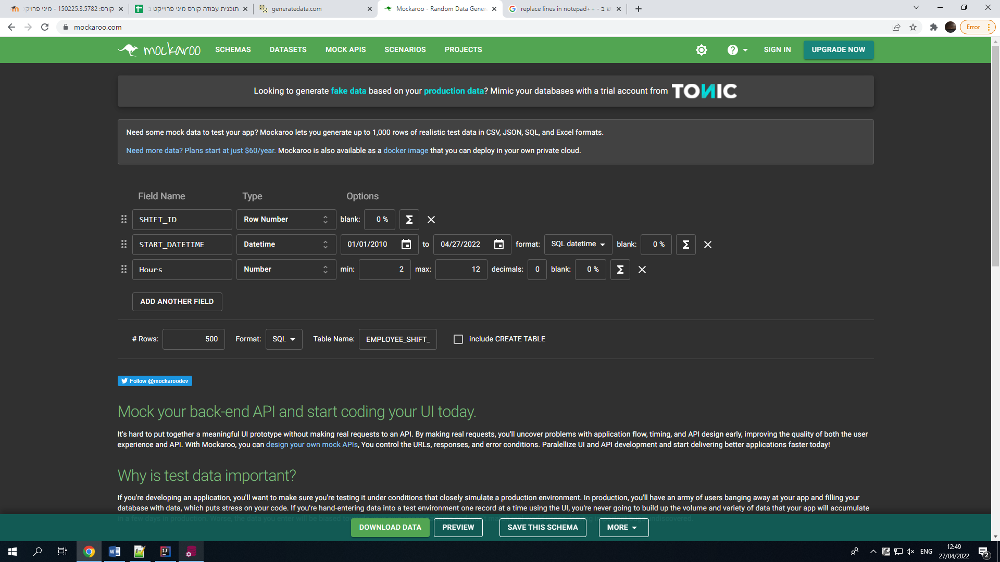 קורס: 150225.3.5782 - מיני פרויקט
תוכנית עבודה קורס מיני פרוייקט ב
generatedata.com
Mockaroo - Random Data Gener
replace lines in notepad++ - ש ב
mockaroo.com
Error
mockaroo
SCHEMAS DATASETS MOCK APIS SCENARIOS PROJECTS
SIGN IN UPGRADE NOW
Looking to generate fake data based on your production data? Mimic your databases with a trial account from TONIC
Need some mock data to test your app? Mockaroo lets you generate up to 1,000 rows of realistic test data in CSV, JSON, SQL, and Excel formats.
Need more data? Plans start at just $60/year. Mockaroo is also available as a docker image that you can deploy in your own private cloud.
Field Name Type Options
SHIFT_ID Row Number blank: 0 % Σ
START_DATETIME Datetime 01/01/2010 to 04/27/2022 format: SQL datetime blank: 0 % Σ
Hours Number min: 2 max: 12 decimals: 0 blank: 0 % Σ
ADD ANOTHER FIELD
# Rows: 500 Format: SQL Table Name: EMPLOYEE_SHIFT_ include CREATE TABLE
Follow @mockaroodev
Mock your back-end API and start coding your UI today.
It's hard to put together a meaningful UI prototype without making real requests to an API. By making real requests, you'll uncover problems with application flow, timing, and API design early, improving the quality of both the user
experience and API. With Mockaroo, you can design your own mock APIs, You control the URLs, responses, and error conditions. Paralellize UI and API development and start delivering better applications faster today!
Why is test data important?
If you're developing an application, you'll want to make sure you're testing it under conditions that closely simulate a production environment. In production, you'll have an army of users banging away at your app and filling your
database with data, which puts stress on your code. If you're hand-entering data into a test environment one record at a time using the UI, you're never going to build up the volume and variety of data that your app will accumulate
in a few days in production. Worse, the data you enter will be biased
DOWNLOAD DATA PREVIEW SAVE THIS SCHEMA MORE
ENG
12:49
27/04/2022
2